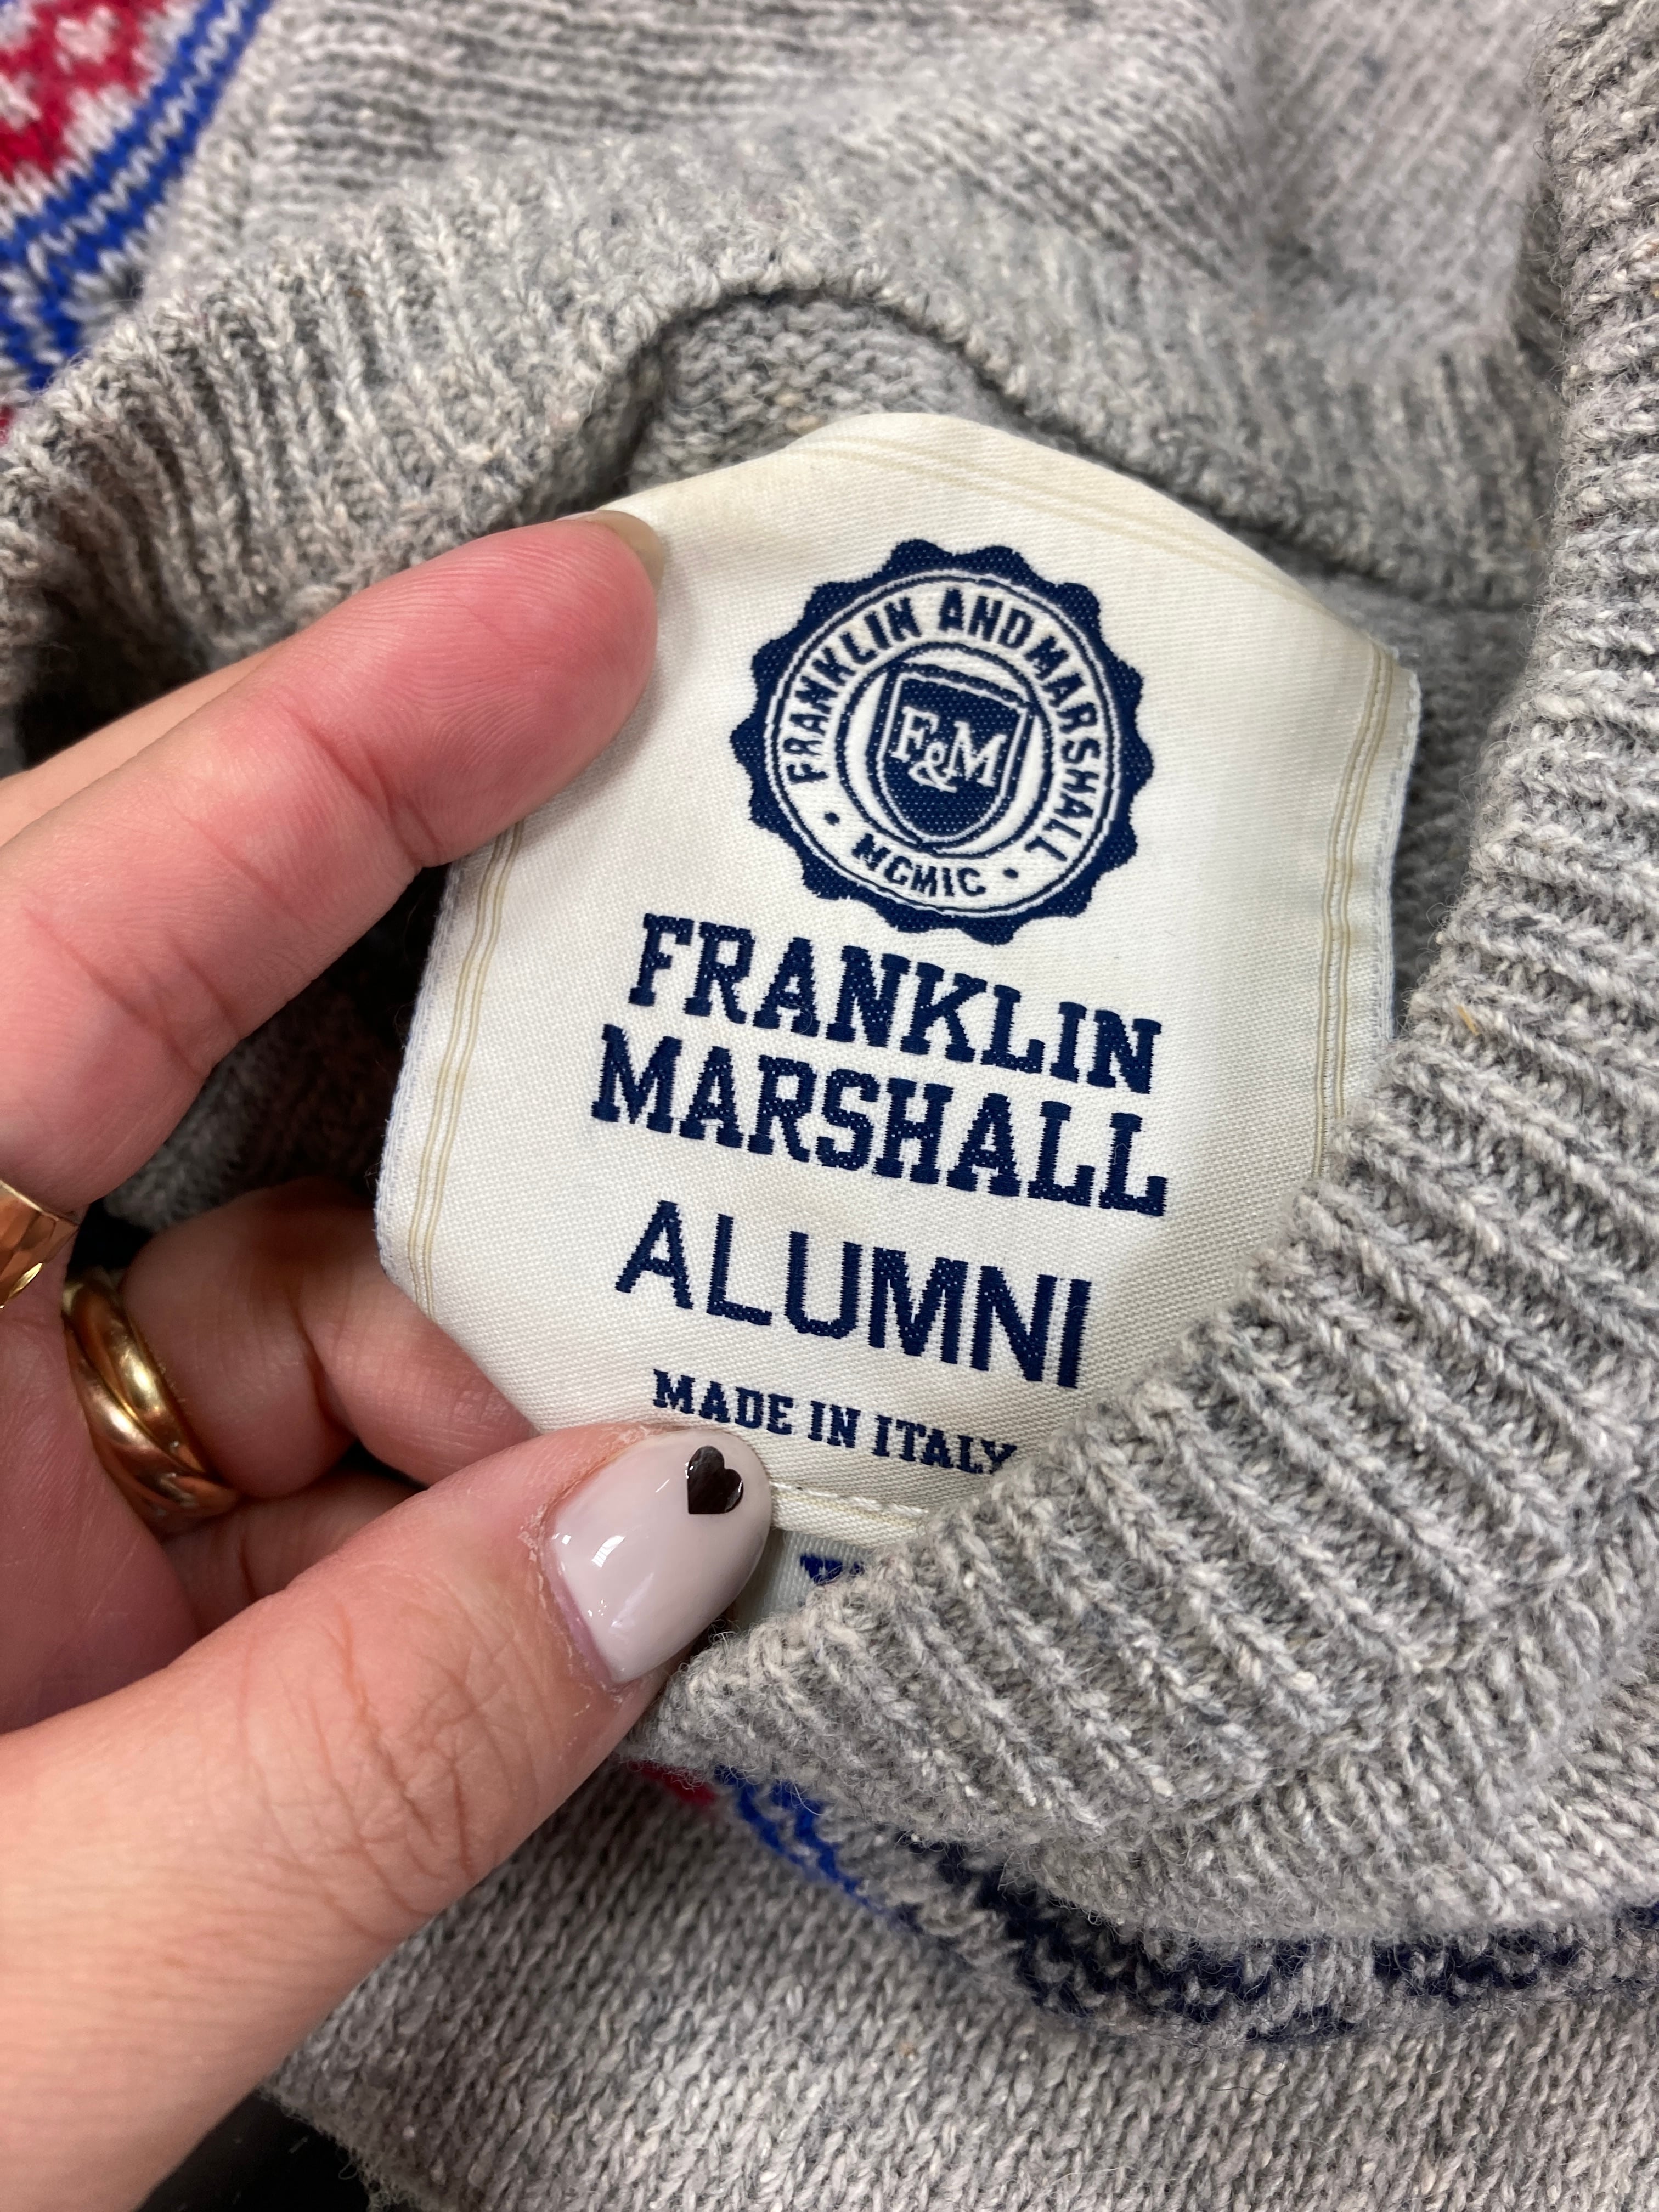 FRANKLIN AND MARSHALL
F&M
• MCMIC •
FRANKLIN
MARSHALL
ALUMNI
MADE IN ITALY